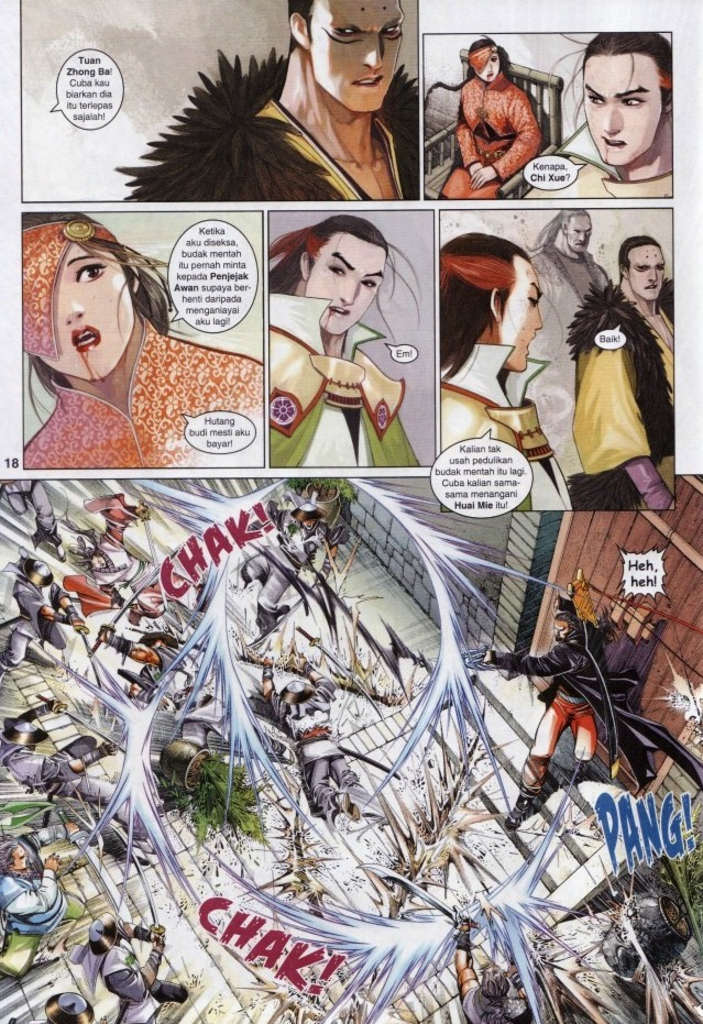 Tuan
Zhong Ba!
Cuba kau
biarkan dia
itu terlepas
sajalah!
Kenapa,
Chi Xue?
Ketika
aku diseksa,
budak mentah
itu pernah minta
kepada Penjejak
Awan supaya ber-
henti daripada
menganiayai
aku lagi!
Hutang
budi mesti aku
bayar!
Em!
Baik!
Kalian tak
usah pedulikan
budak mentah itu lagi.
Cuba kalian sama-
sama menangani
Huai Mie itu!
18
CHAK!
Heh,
heh!
PANG!
CHAK!